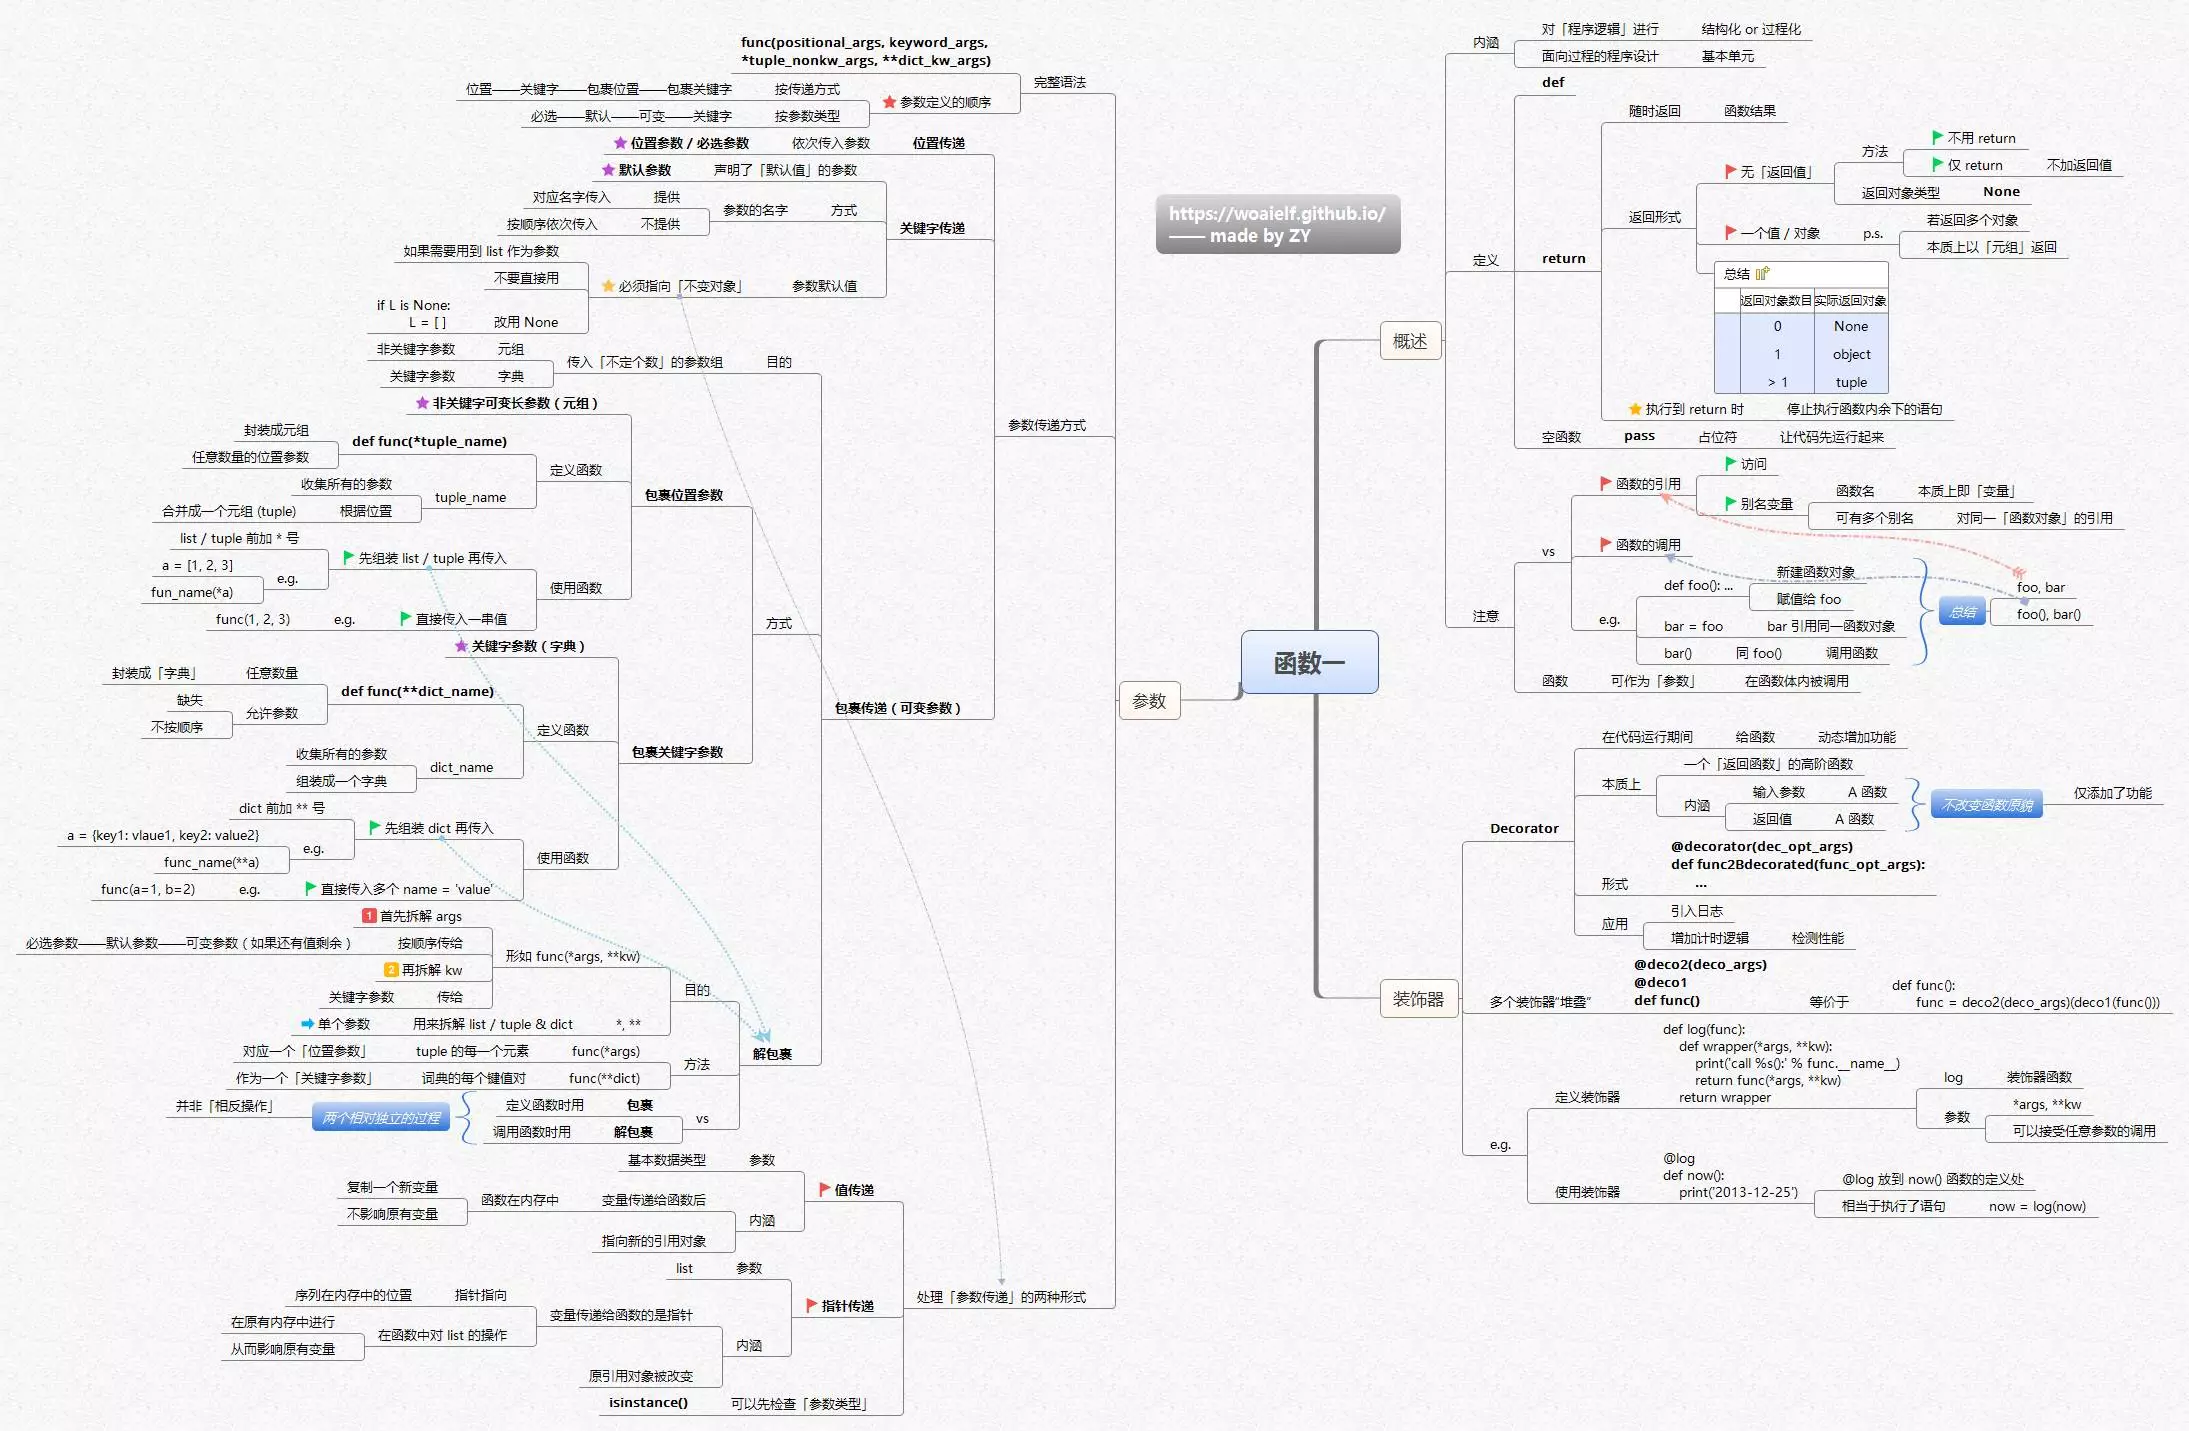 func(positional_args, keyword_args,
*tuple_nonkw_args, **dict_kw_args)
完整语法
位置——关键字——包裹位置——包裹关键字
按传递方式
参数定义的顺序
必选——默认——可变——关键字
按参数类型
位置参数 / 必选参数
依次传入参数
位置传递
默认参数
声明了「默认值」的参数
对应名字传入
提供
参数的名字
方式
按顺序依次传入
不提供
关键字传递
如果需要用到 list 作为参数
不要直接用
必须指向「不变对象」
参数默认值
if L is None:
L = [ ]
改用 None
非关键字参数
元组
传入「不定个数」的参数组
目的
关键字参数
字典
非关键字可变长参数（元组）
参数传递方式
封装成元组
def func(*tuple_name)
任意数量的位置参数
定义函数
收集所有的参数
tuple_name
包裹位置参数
合并成一个元组 (tuple)
根据位置
list / tuple 前加 * 号
先组装 list / tuple 再传入
a = [1, 2, 3]
e.g.
fun_name(*a)
使用函数
func(1, 2, 3)
e.g.
直接传入一串值
方式
关键字参数（字典）
封装成「字典」
任意数量
def func(**dict_name)
缺失
允许参数
不按顺序
定义函数
包裹传递（可变参数）
收集所有的参数
dict_name
包裹关键字参数
组装成一个字典
dict 前加 ** 号
先组装 dict 再传入
a = {key1: vlaue1, key2: value2}
e.g.
func_name(**a)
使用函数
func(a=1, b=2)
e.g.
直接传入多个 name = 'value'
1 首先拆解 args
必选参数——默认参数——可变参数（如果还有值剩余）
按顺序传给
形如 func(*args, **kw)
2 再拆解 kw
目的
关键字参数
传给
单个参数
用来拆解 list / tuple & dict
*, **
对应一个「位置参数」
tuple 的每一个元素
func(*args)
方法
解包裹
作为一个「关键字参数」
词典的每个键值对
func(**dict)
并非「相反操作」
两个相对独立的过程
定义函数时用
包裹
vs
调用函数时用
解包裹
基本数据类型
参数
值传递
复制一个新变量
函数在内存中
变量传递给函数后
不影响原有变量
内涵
指向新的引用对象
list
参数
处理「参数传递」的两种形式
序列在内存中的位置
指针指向
指针传递
在原有内存中进行
在函数中对 list 的操作
变量传递给函数的是指针
从而影响原有变量
内涵
原引用对象被改变
isinstance()
可以先检查「参数类型」
参数
函数一
https://woaielf.github.io/
—— made by ZY
概述
内涵
对「程序逻辑」进行
结构化 or 过程化
面向过程的程序设计
基本单元
定义
def
return
随时返回
函数结果
返回形式
无「返回值」
方法
不用 return
仅 return
不加返回值
返回对象类型
None
一个值 / 对象
p.s.
若返回多个对象
本质上以「元组」返回
总结
返回对象数目
实际返回对象
0
None
1
object
> 1
tuple
执行到 return 时
停止执行函数内余下的语句
空函数
pass
占位符
让代码先运行起来
注意
vs
函数的引用
访问
别名变量
函数名
本质上即「变量」
可有多个别名
对同一「函数对象」的引用
函数的调用
e.g.
def foo(): ...
新建函数对象
赋值给 foo
bar = foo
bar 引用同一函数对象
bar()
同 foo()
调用函数
总结
foo, bar
foo(), bar()
函数
可作为「参数」
在函数体内被调用
装饰器
Decorator
在代码运行期间
给函数
动态增加功能
本质上
一个「返回函数」的高阶函数
内涵
输入参数
A 函数
返回值
A 函数
不改变函数原貌
仅添加了功能
形式
@decorator(dec_opt_args)
def func2Bdecorated(func_opt_args):
...
应用
引入日志
增加计时逻辑
检测性能
多个装饰器“堆叠”
@deco2(deco_args)
@deco1
def func()
等价于
def func():
func = deco2(deco_args)(deco1(func()))
e.g.
定义装饰器
def log(func):
def wrapper(*args, **kw):
print('call %s():' % func.__name__)
return func(*args, **kw)
return wrapper
log
装饰器函数
参数
*args, **kw
可以接受任意参数的调用
使用装饰器
@log
def now():
print('2013-12-25')
@log 放到 now() 函数的定义处
相当于执行了语句
now = log(now)